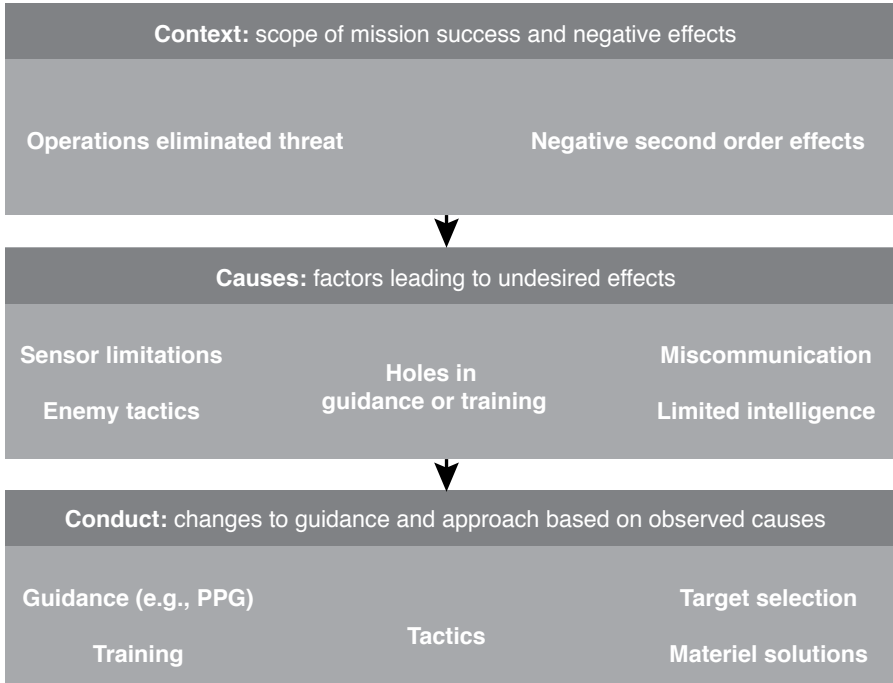 Context: scope of mission success and negative effects
Operations eliminated threat
Negative second order effects
Causes: factors leading to undesired effects
Sensor limitations
Enemy tactics
Holes in
guidance or training
Miscommunication
Limited intelligence
Conduct: changes to guidance and approach based on observed causes
Guidance (e.g., PPG)
Training
Tactics
Target selection
Materiel solutions